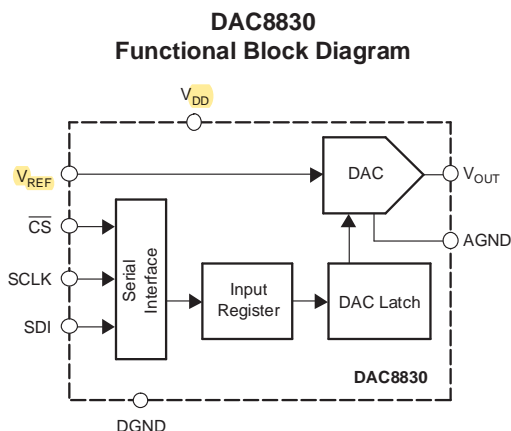 DAC8830
Functional Block Diagram
VDD
VREF
DAC
VOUT
CS
AGND
SCLK
Serial
Interface
Input
Register
DAC Latch
SDI
DAC8830
DGND